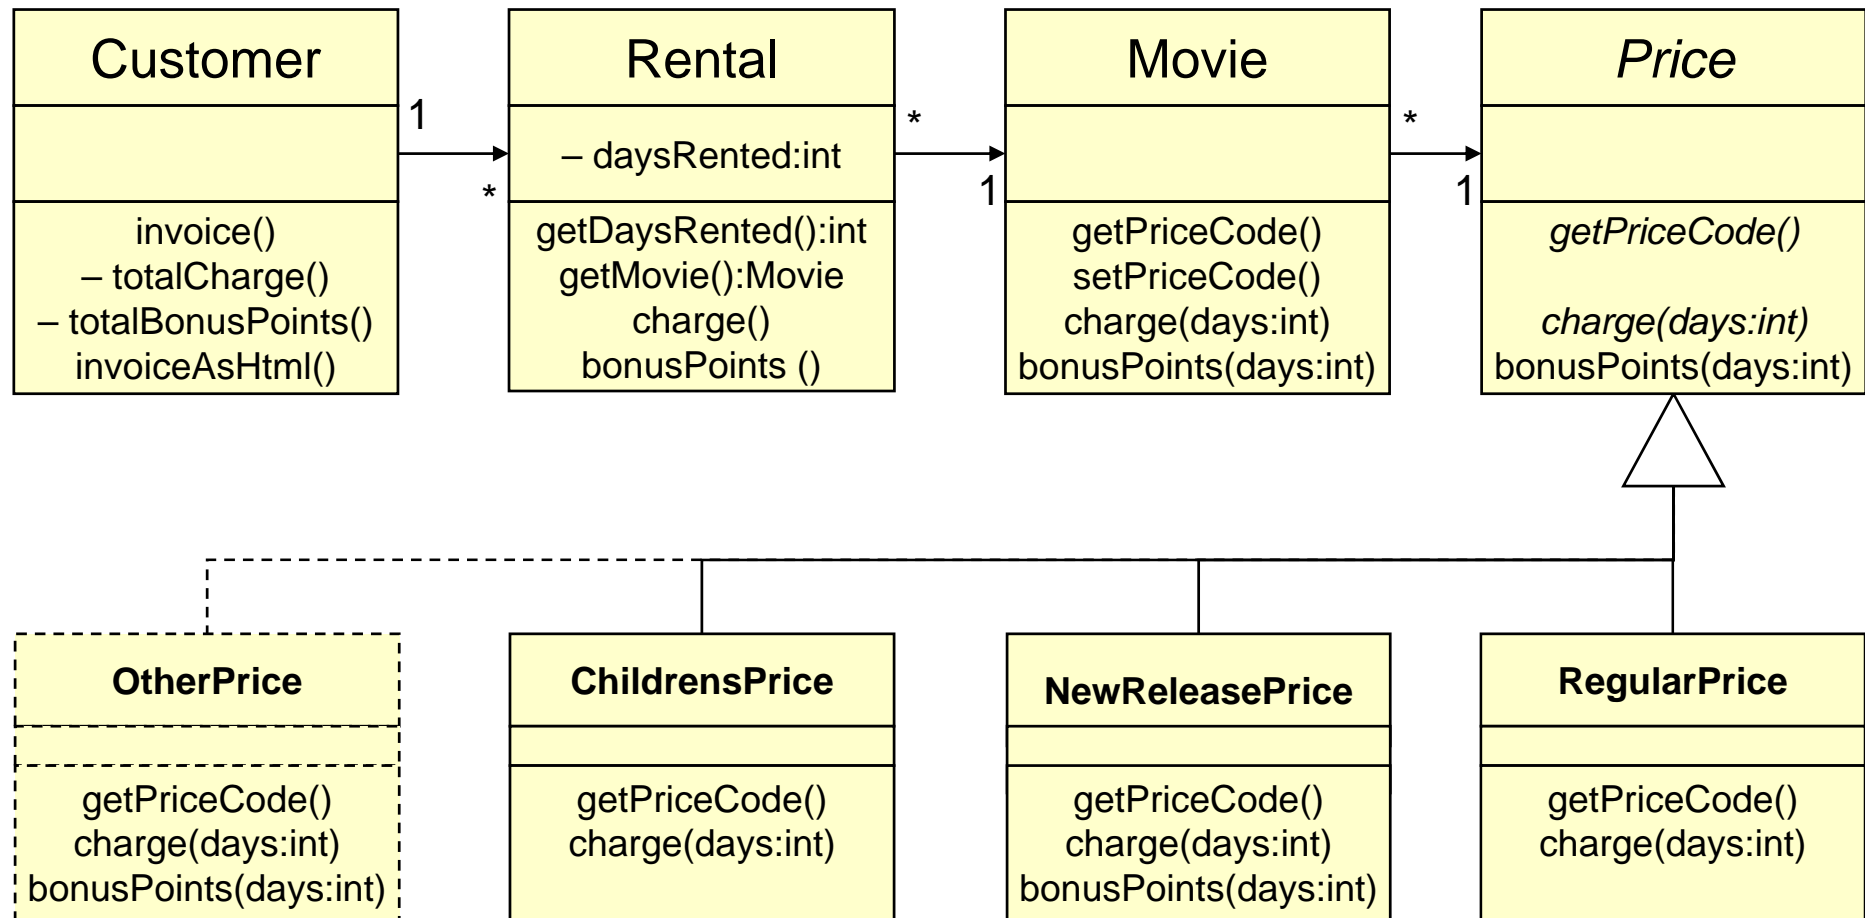 Customer
invoice()
– totalCharge()
– totalBonusPoints()
invoiceAsHtml()
1
*
Rental
– daysRented:int
getDaysRented():int
getMovie():Movie
charge()
bonusPoints ()
*
1
Movie
getPriceCode()
setPriceCode()
charge(days:int)
bonusPoints(days:int)
*
1
Price
getPriceCode()
charge(days:int)
bonusPoints(days:int)
OtherPrice
getPriceCode()
charge(days:int)
bonusPoints(days:int)
ChildrensPrice
getPriceCode()
charge(days:int)
NewReleasePrice
getPriceCode()
charge(days:int)
bonusPoints(days:int)
RegularPrice
getPriceCode()
charge(days:int)